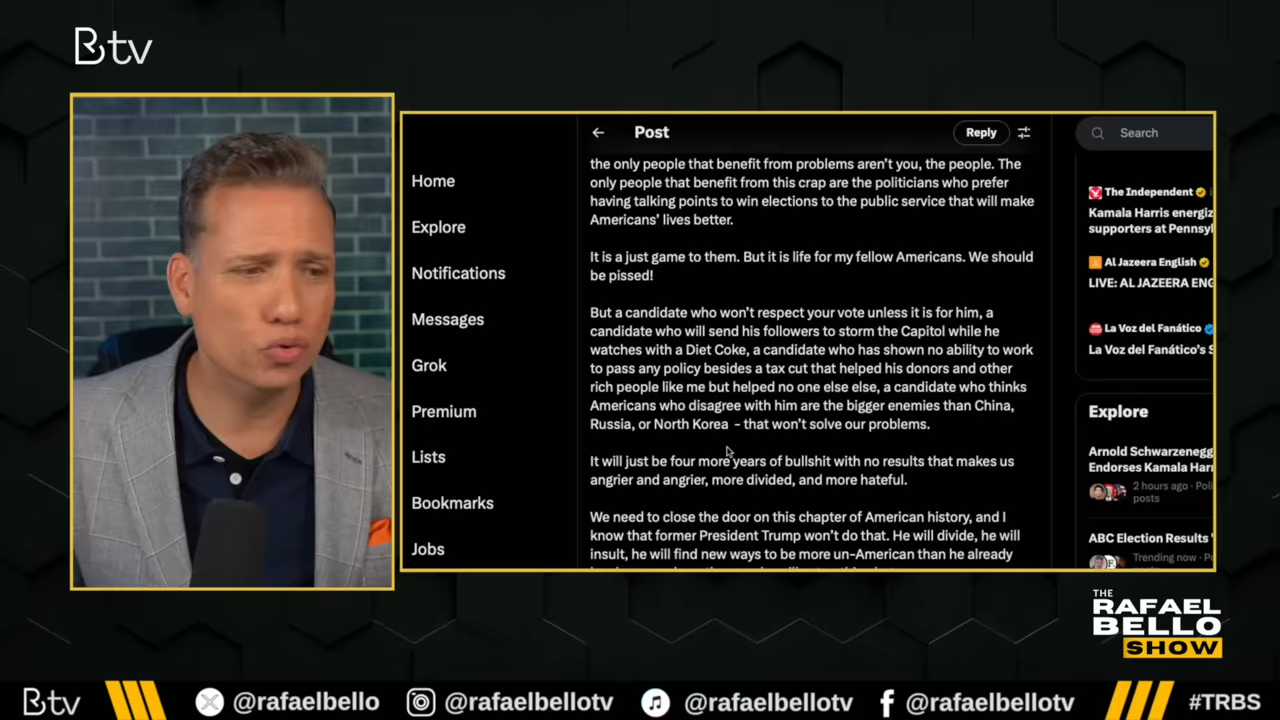 Btv
Home
Explore
Notifications
Messages
Grok
Premium
Lists
Bookmarks
Jobs
Post
Reply
the only people that benefit from problems aren’t you, the people. The
only people that benefit from this crap are the politicians who prefer
having talking points to win elections to the public service that will make
Americans’ lives better.
It is a just game to them. But it is life for my fellow Americans. We should
be pissed!
But a candidate who won’t respect your vote unless it is for him, a
candidate who will send his followers to storm the Capitol while he
watches with a Diet Coke, a candidate who has shown no ability to work
to pass any policy besides a tax cut that helped his donors and other
rich people like me but helped no one else else, a candidate who thinks
Americans who disagree with him are the bigger enemies than China,
Russia, or North Korea - that won’t solve our problems.
It will just be four more years of bullshit with no results that makes us
angrier and angrier, more divided, and more hateful.
We need to close the door on this chapter of American history, and I
know that former President Trump won’t do that. He will divide, he will
insult, he will find new ways to be more un-American than he already
Search
The Independent
Kamala Harris energiz
supporters at Pennsyl
Al Jazeera English
LIVE: AL JAZEERA ENG
La Voz del Fanático
La Voz del Fanático’s S
Explore
Arnold Schwarzenegg
Endorses Kamala Harr
2 hours ago · Poli
posts
ABC Election Results '
Trending now · Po
THE
RAFAEL
BELLO
SHOW
Btv
@rafaelbello
@rafaelbellotv
@rafaelbellotv
@rafaelbellotv
#TRBS